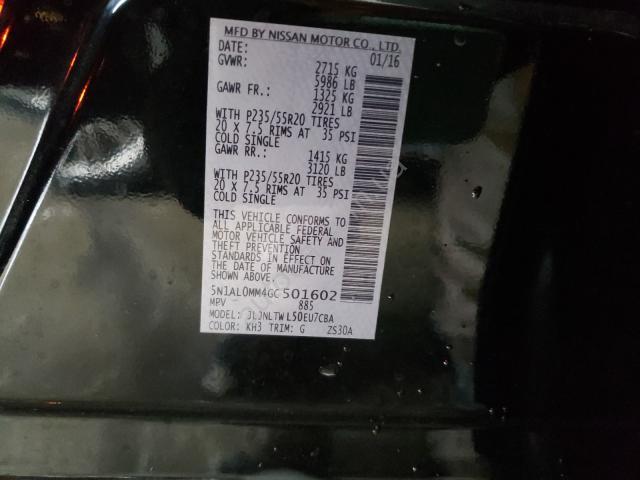 MFD BY NISSAN MOTOR CO., LTD.
DATE: 01/16
GVWR: 2715 KG
5986 LB
GAWR FR.: 1325 KG
2921 LB
WITH P235/55R20 TIRES
20 X 7.5 RIMS AT 35 PSI
COLD SINGLE
GAWR RR.: 1415 KG
3120 LB
WITH P235/55R20 TIRES
20 X 7.5 RIMS AT 35 PSI
COLD SINGLE
THIS VEHICLE CONFORMS TO
ALL APPLICABLE FEDERAL
MOTOR VEHICLE SAFETY AND
THEFT PREVENTION
STANDARDS IN EFFECT ON
THE DATE OF MANUFACTURE
SHOWN ABOVE.
5N1AL0MM4GC501602
MPV 885
MODEL: JLJNLTWL50EU7CBA
COLOR: KH3 TRIM: G ZS30A